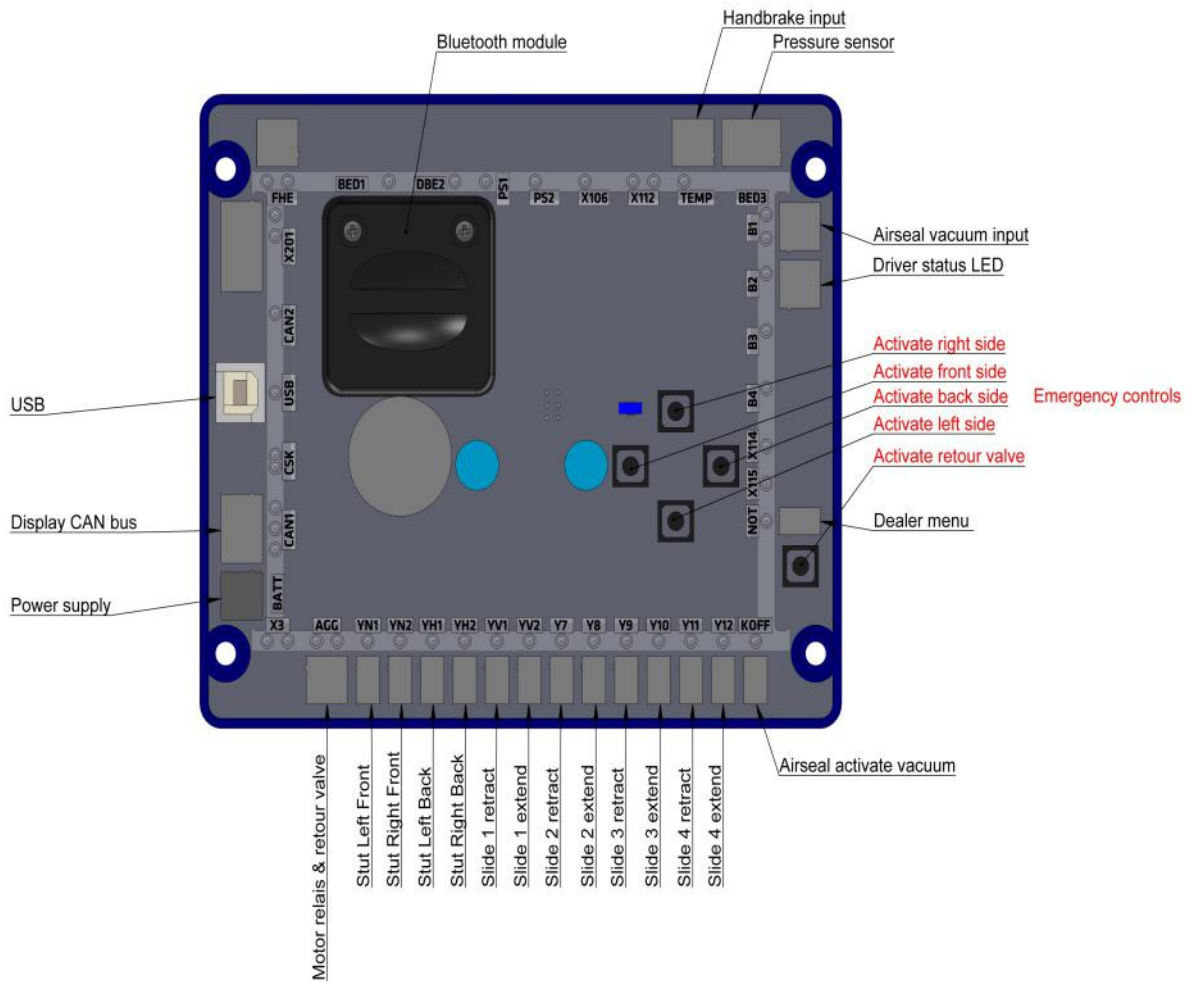 Handbrake input
Bluetooth module
Pressure sensor
FHE
BED1
DBE2
PS1
PS2
X106
X112
TEMP
BED3
X201
CAN2
USB
CSK
CAN1
BATT
B1
B2
B3
B4
X114
X115
NOT
Airseal vacuum input
Driver status LED
Activate right side
Activate front side
Activate back side
Emergency controls
Activate left side
Activate retour valve
USB
Display CAN bus
Dealer menu
Power supply
X3
AGG
YN1
YN2
YH1
YH2
YV1
YV2
Y7
Y8
Y9
Y10
Y11
Y12
KOFF
Motor relais & retour valve
Stut Left Front
Stut Right Front
Stut Left Back
Stut Right Back
Slide 1 retract
Slide 1 extend
Slide 2 retract
Slide 2 extend
Slide 3 retract
Slide 3 extend
Slide 4 retract
Slide 4 extend
Airseal activate vacuum